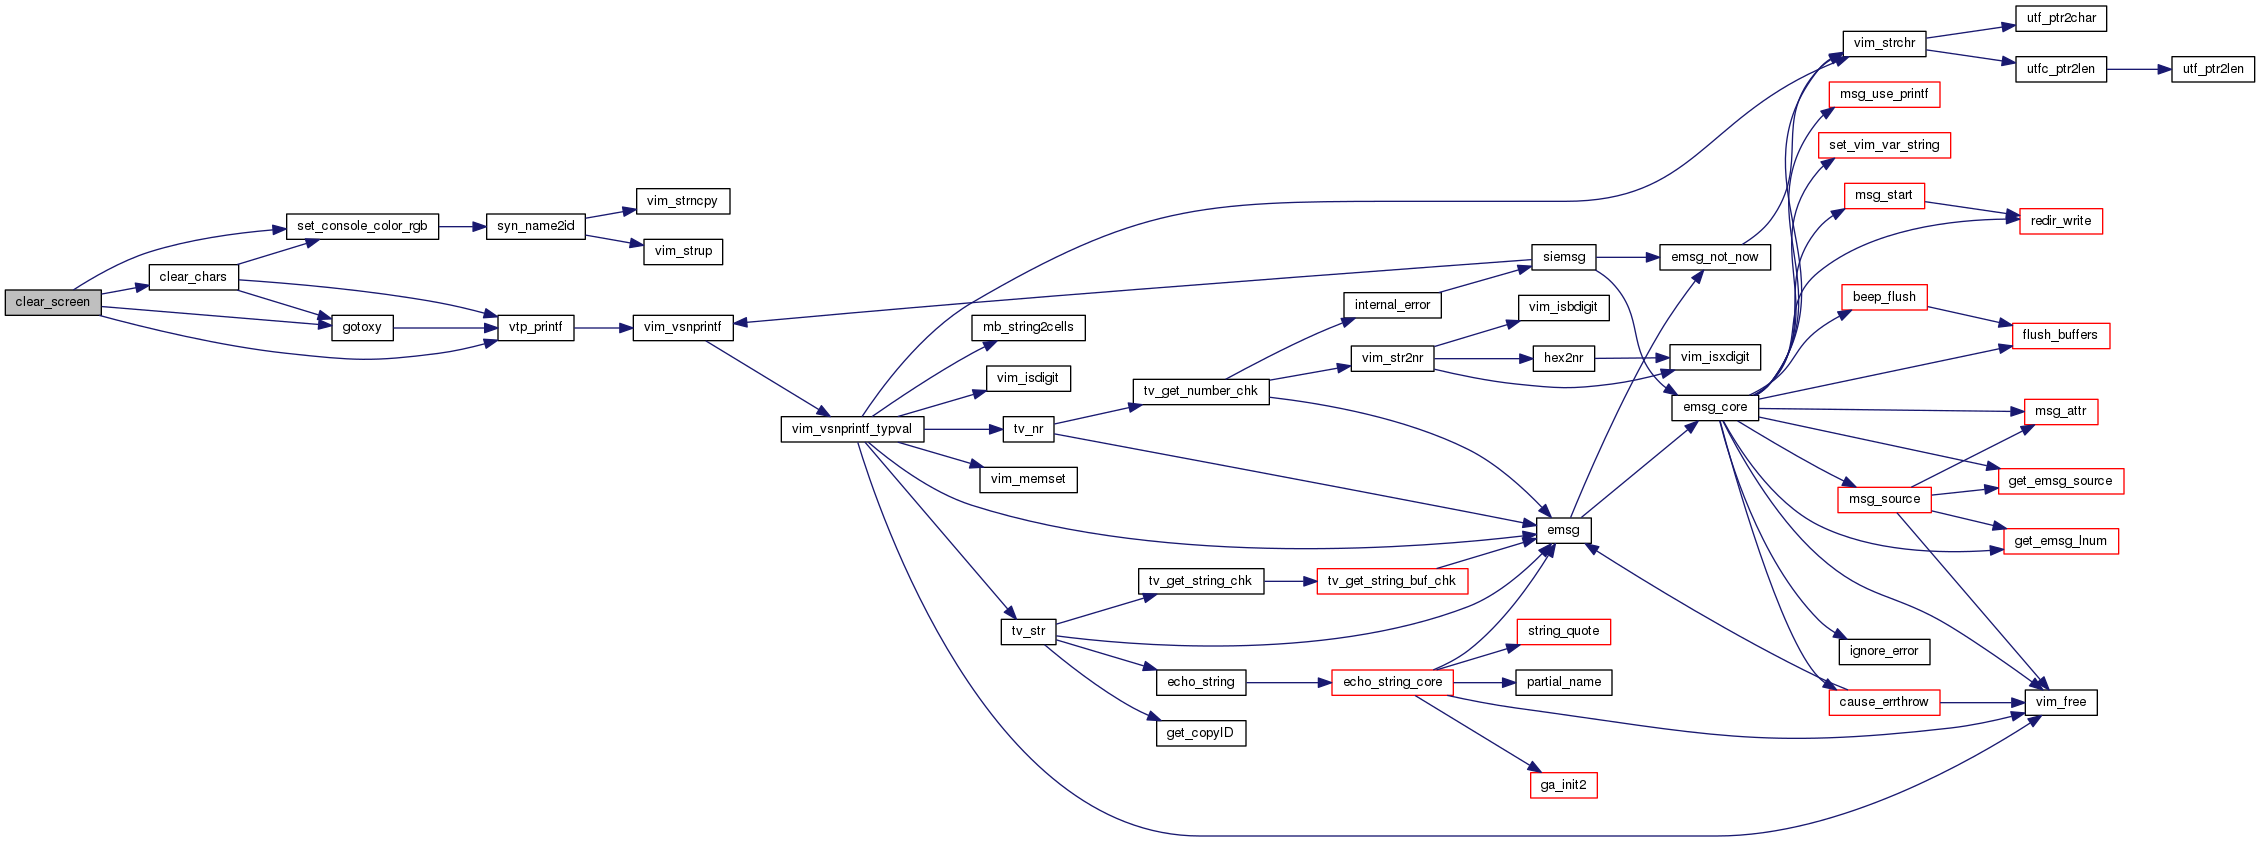 clear_screen
set_console_color_rgb
clear_chars
gotoxy
syn_name2id
vtp_printf
vim_strncpy
vim_strup
vim_vsnprintf
vim_vsnprintf_typval
mb_string2cells
vim_isdigit
tv_nr
vim_memset
tv_str
tv_get_number_chk
tv_get_string_chk
echo_string
get_copyID
internal_error
vim_str2nr
tv_get_string_buf_chk
echo_string_core
siemsg
vim_isbdigit
hex2nr
emsg
string_quote
partial_name
ga_init2
emsg_not_now
vim_isxdigit
emsg_core
vim_strchr
msg_use_printf
set_vim_var_string
msg_start
beep_flush
msg_source
ignore_error
cause_errthrow
utf_ptr2char
utfc_ptr2len
redir_write
flush_buffers
msg_attr
get_emsg_source
get_emsg_lnum
vim_free
utf_ptr2len